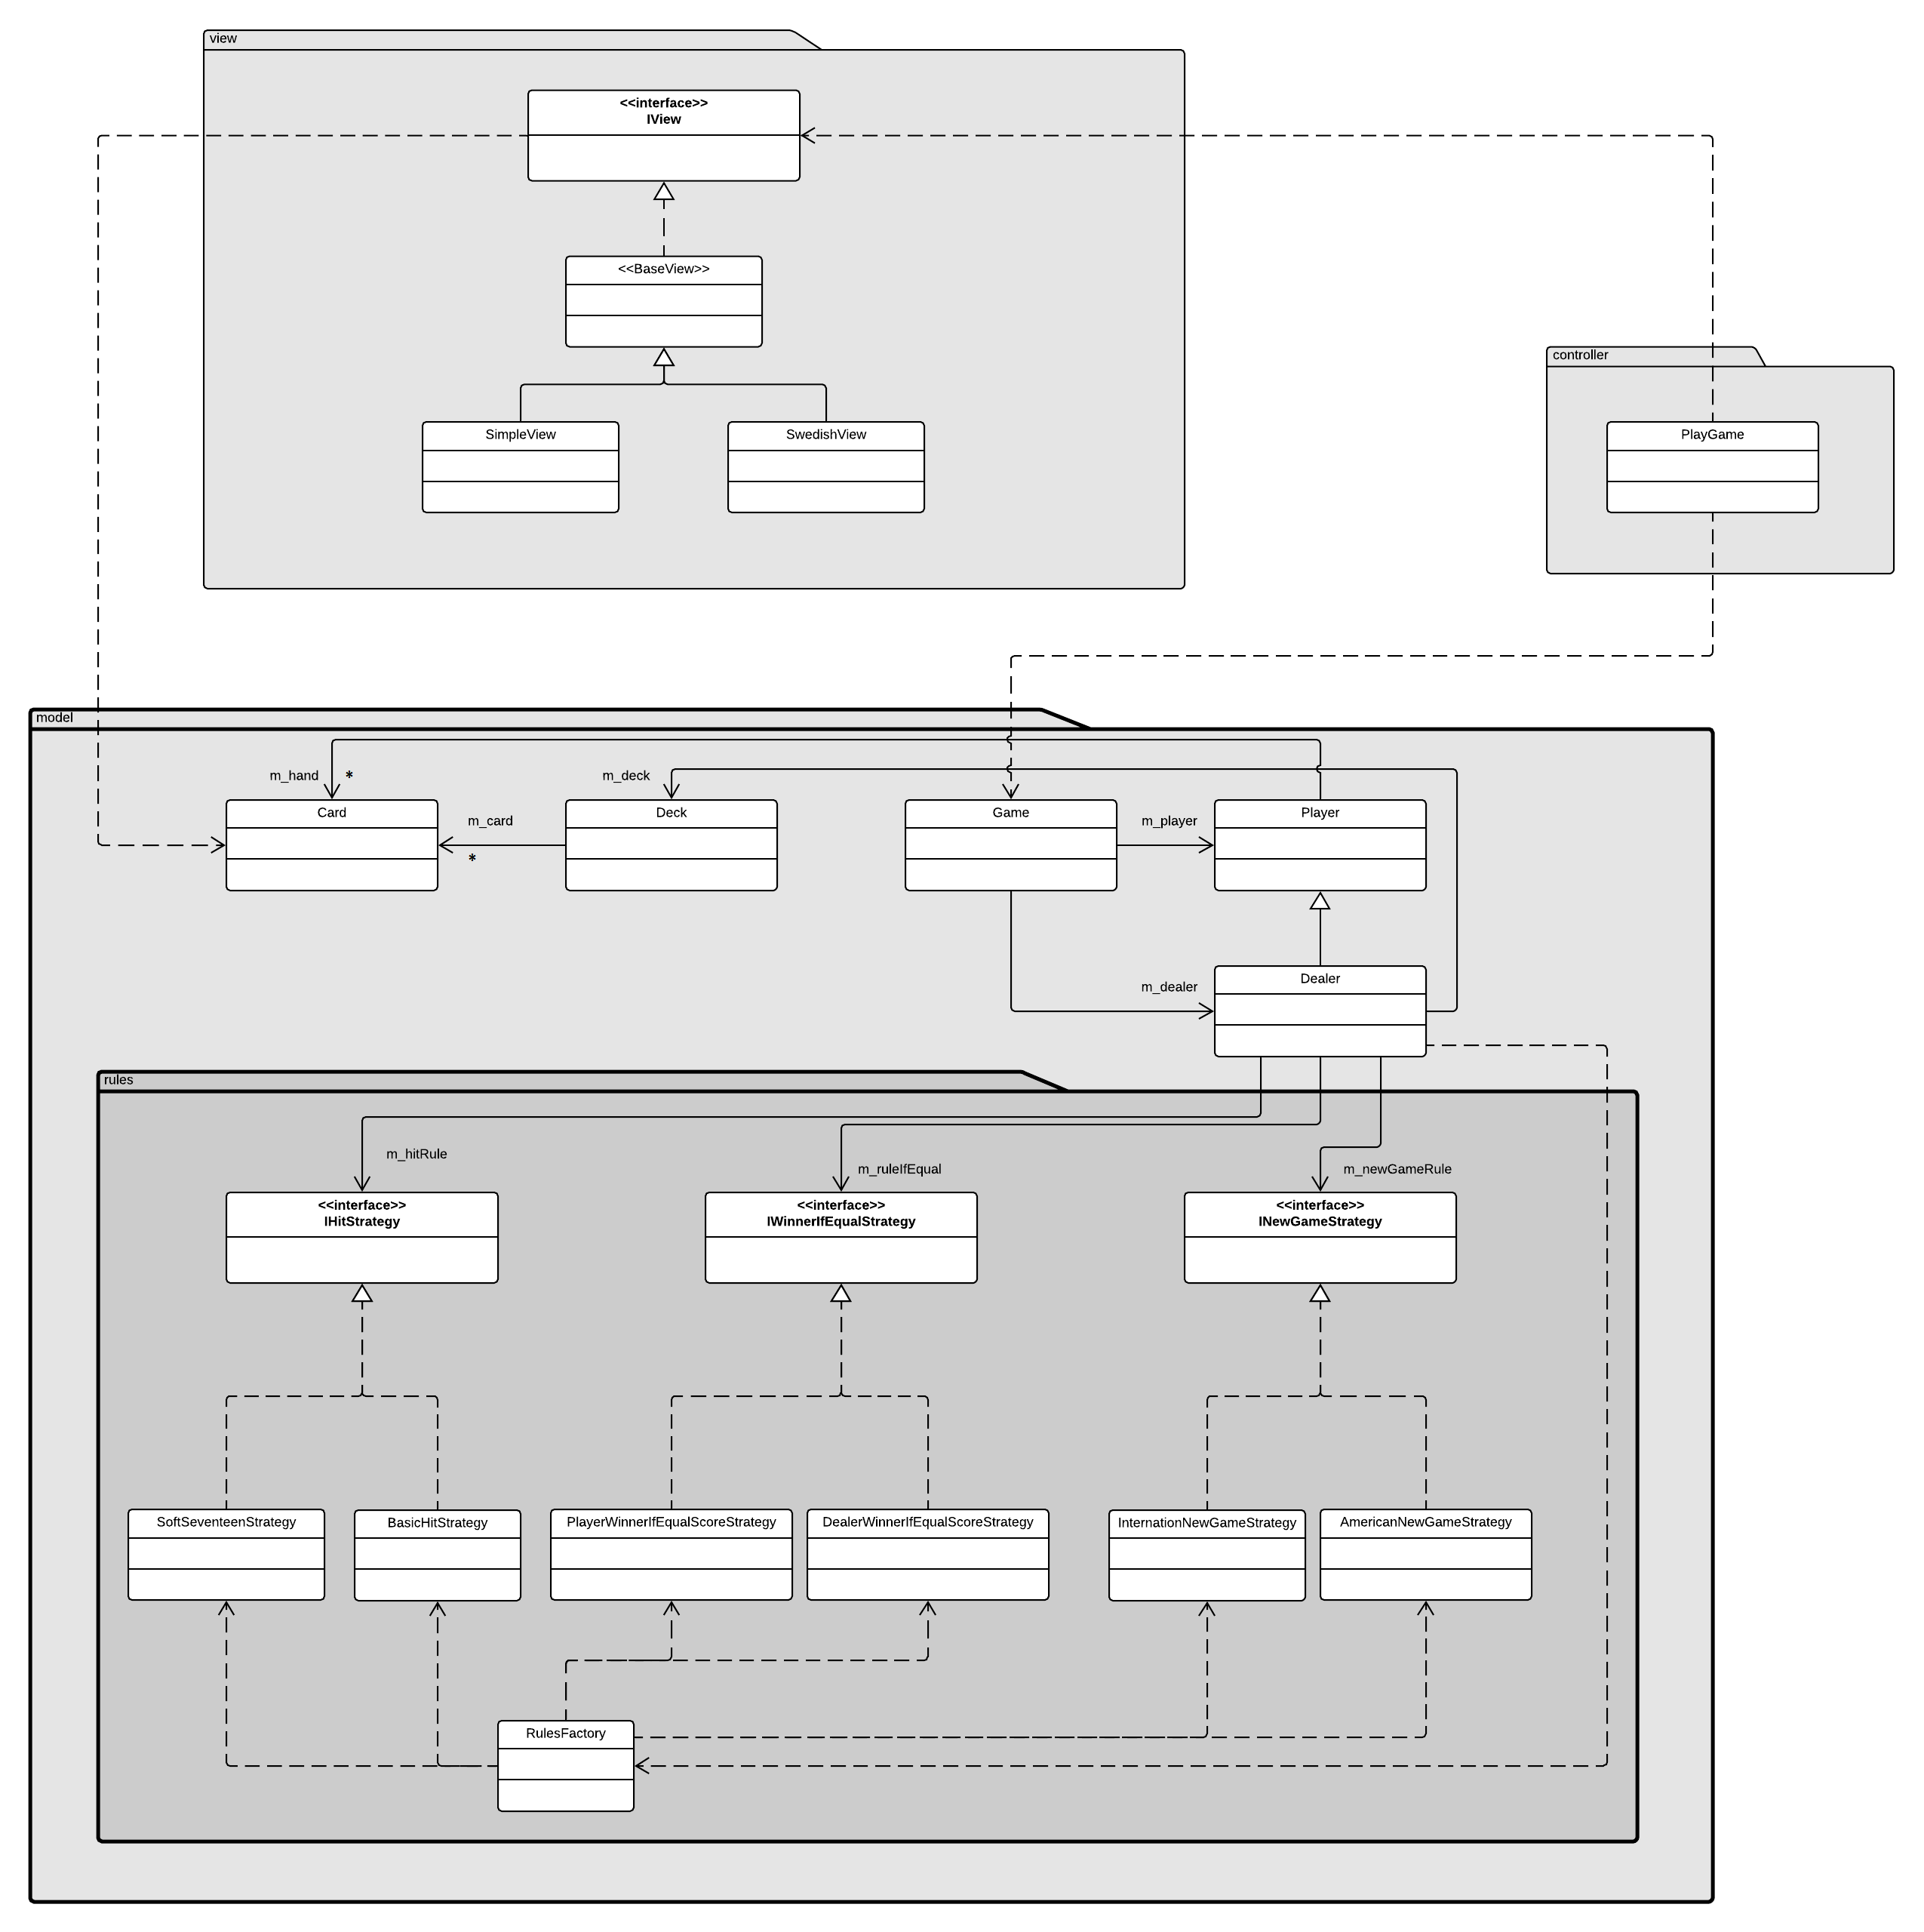 view
<<interface>>
IView
<<BaseView>>
SimpleView
SwedishView
controller
PlayGame
model
m_hand
*
m_deck
Card
m_card
*
Deck
Game
m_player
Player
m_dealer
Dealer
rules
m_hitRule
m_ruleIfEqual
m_newGameRule
<<interface>>
IHitStrategy
<<interface>>
IWinnerIfEqualStrategy
<<interface>>
INewGameStrategy
SoftSeventeenStrategy
BasicHitStrategy
PlayerWinnerIfEqualScoreStrategy
DealerWinnerIfEqualScoreStrategy
InternationNewGameStrategy
AmericanNewGameStrategy
RulesFactory